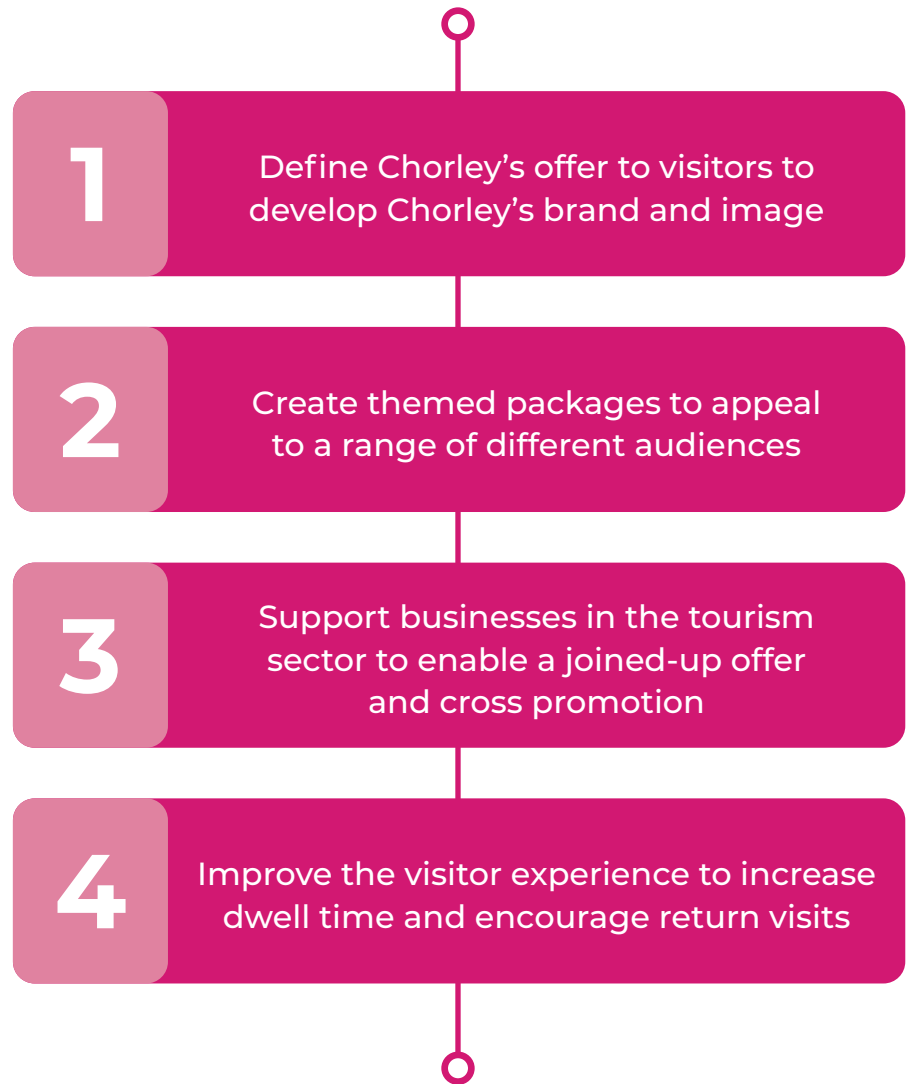 1
Define Chorley’s offer to visitors to
develop Chorley’s brand and image
2
Create themed packages to appeal
to a range of different audiences
3
Support businesses in the tourism
sector to enable a joined-up offer
and cross promotion
4
Improve the visitor experience to increase
dwell time and encourage return visits